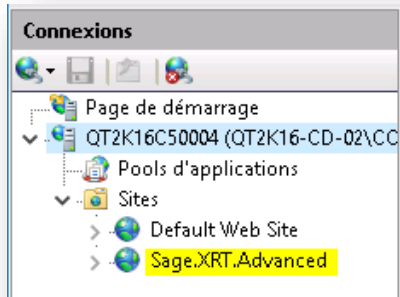 Connexions
Page de démarrage
QT2K16C50004 (QT2K16-CD-02\CC
Pools d'applications
Sites
Default Web Site
Sage.XRT.Advanced